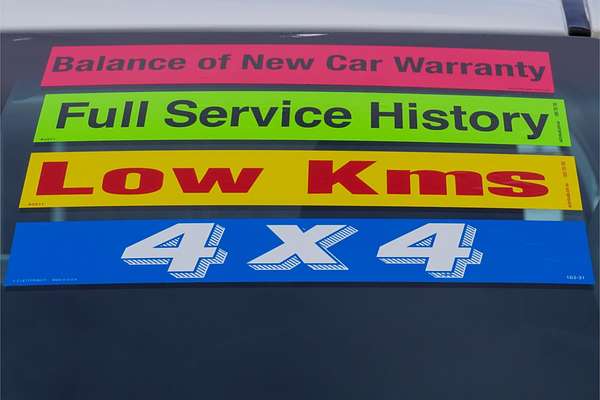 Balance of New Car Warranty
Full Service History
Low Kms
4 x 4